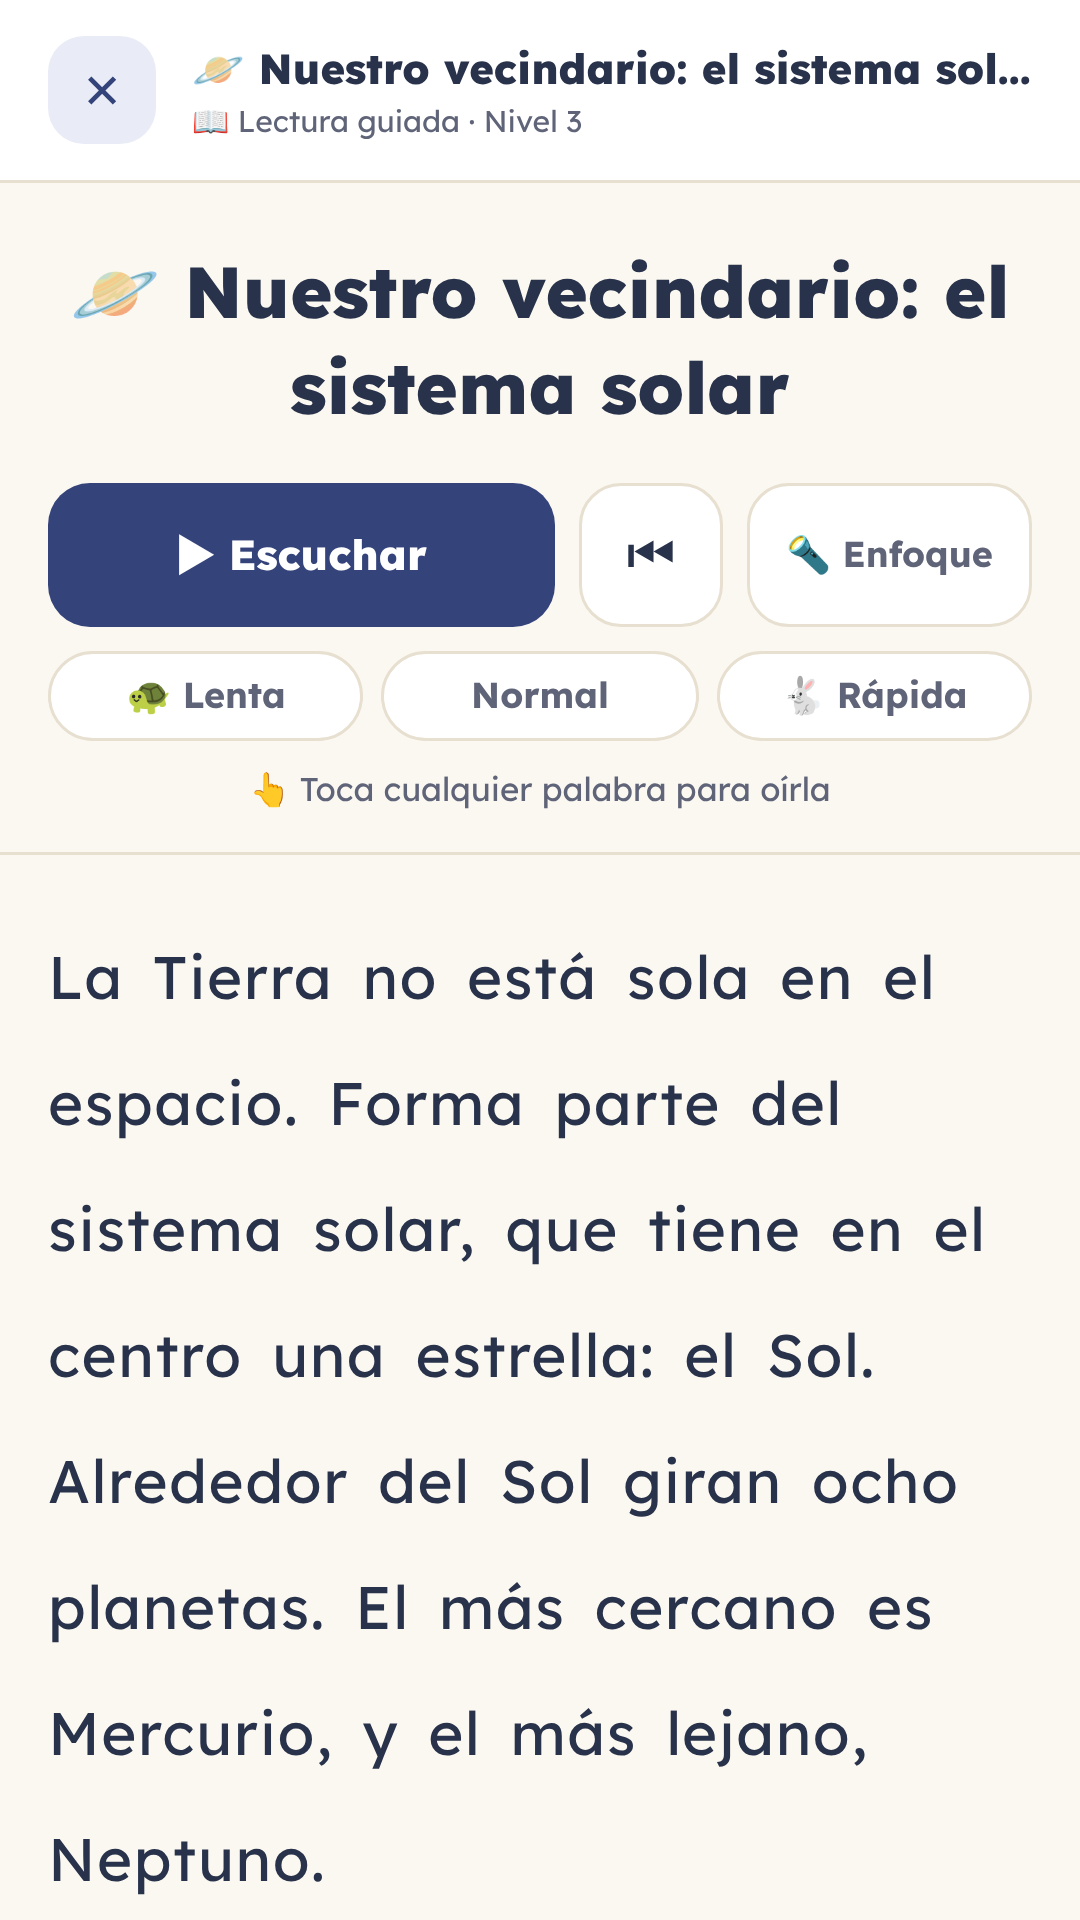 🪐 Nuestro vecindario: el sistema sol...
📖 Lectura guiada · Nivel 3
🪐 Nuestro vecindario: el
sistema solar
▶ Escuchar ⏮ 🔦 Enfoque
🐢 Lenta Normal 🐇 Rápida
👆 Toca cualquier palabra para oírla
La Tierra no está sola en el
espacio. Forma parte del
sistema solar, que tiene en el
centro una estrella: el Sol.
Alrededor del Sol giran ocho
planetas. El más cercano es
Mercurio, y el más lejano,
Neptuno.